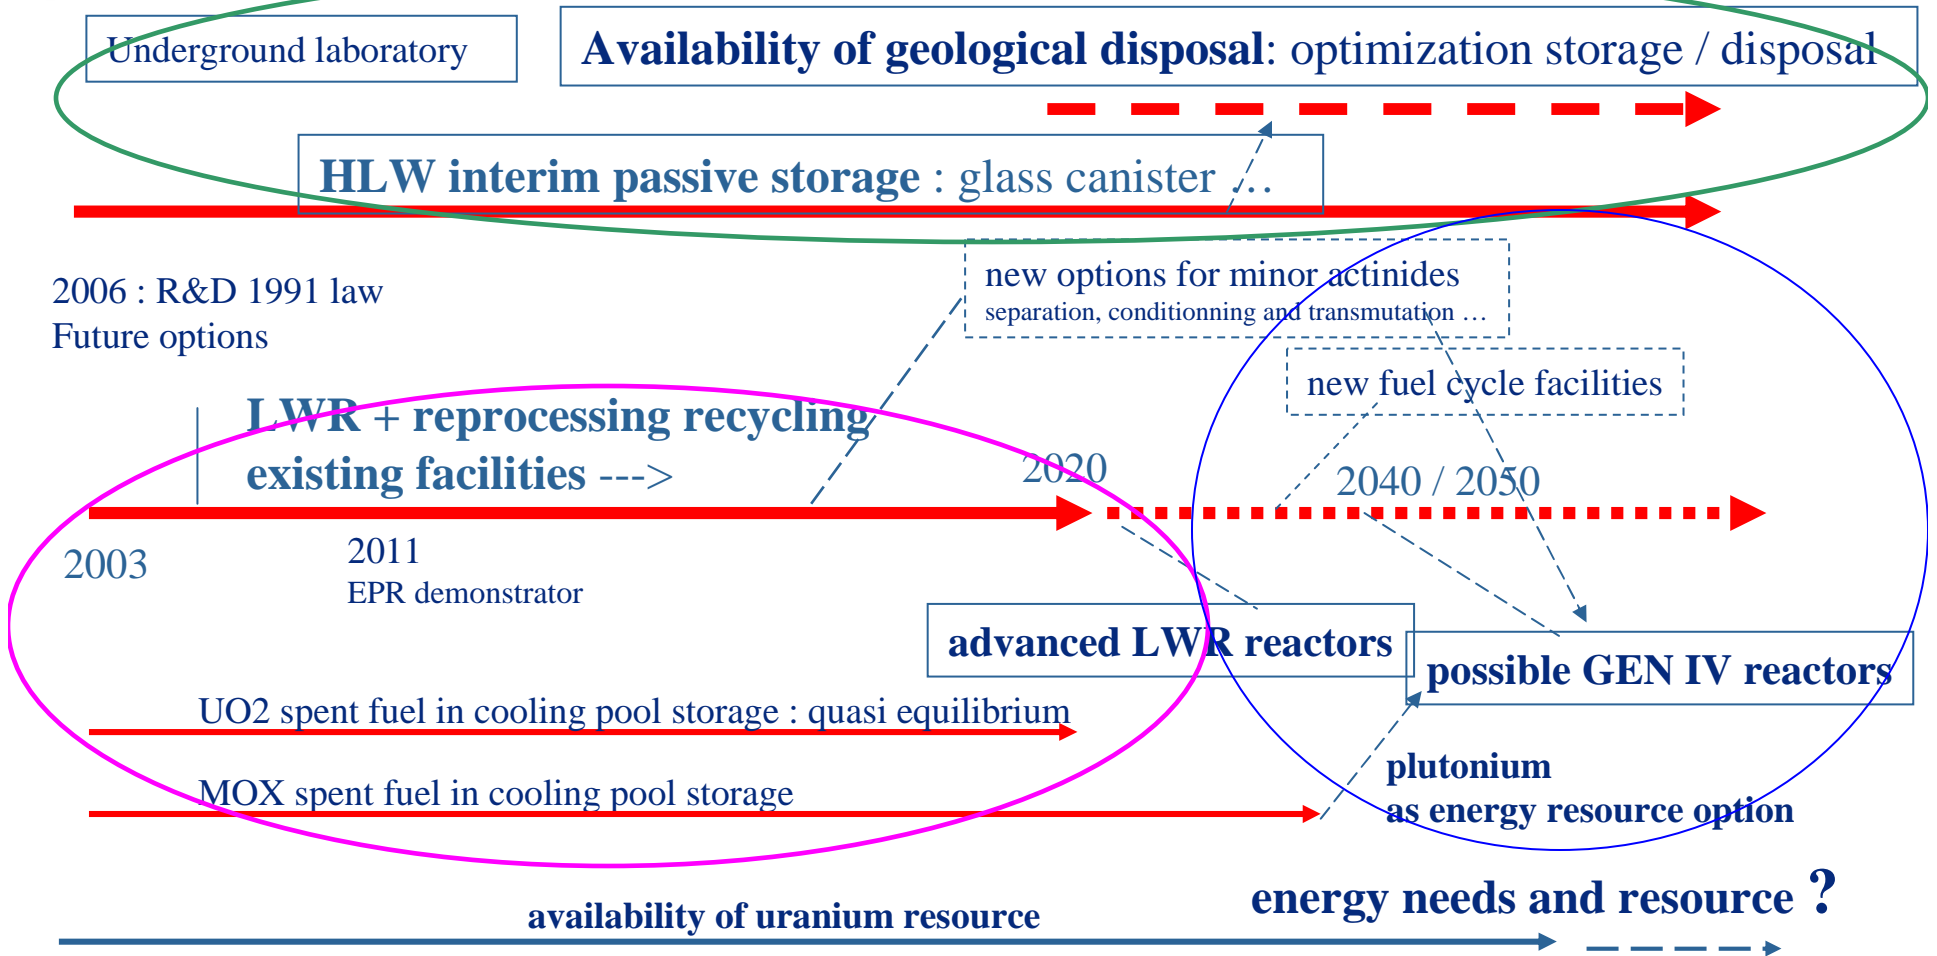 Underground laboratory
Availability of geological disposal: optimization storage / disposal
HLW interim passive storage : glass canister …
new options for minor actinides
separation, conditionning and transmutation …
2006 : R&D 1991 law
Future options
new fuel cycle facilities
LWR + reprocessing recycling
existing facilities --->
2020
2040 / 2050
2003
2011
EPR demonstrator
advanced LWR reactors
possible GEN IV reactors
UO2 spent fuel in cooling pool storage : quasi equilibrium
MOX spent fuel in cooling pool storage
plutonium
as energy resource option
energy needs and resource ?
availability of uranium resource